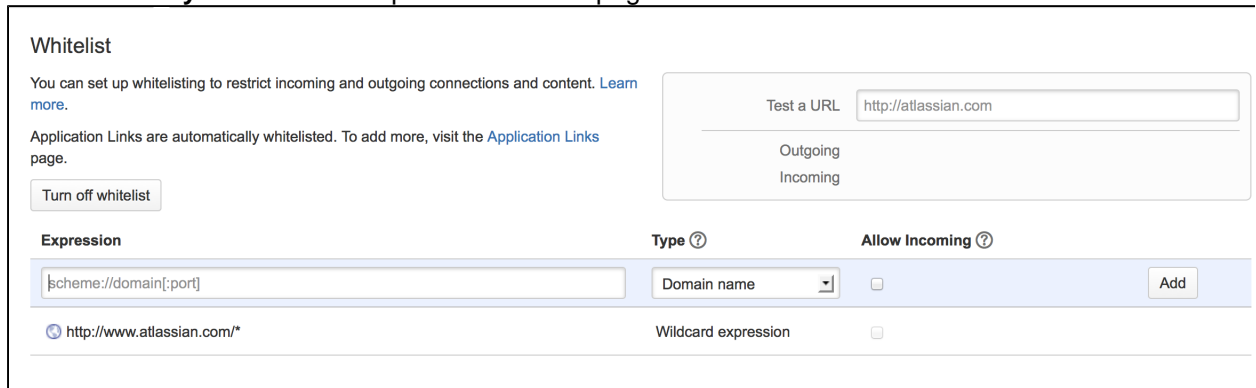 Whitelist
You can set up whitelisting to restrict incoming and outgoing connections and content. Learn
more.
Application Links are automatically whitelisted. To add more, visit the Application Links
page.
Turn off whitelist
Test a URL http://atlassian.com
Outgoing
Incoming
Expression Type ? Allow Incoming ?
scheme://domain[:port] Domain name Add
http://www.atlassian.com/* Wildcard expression